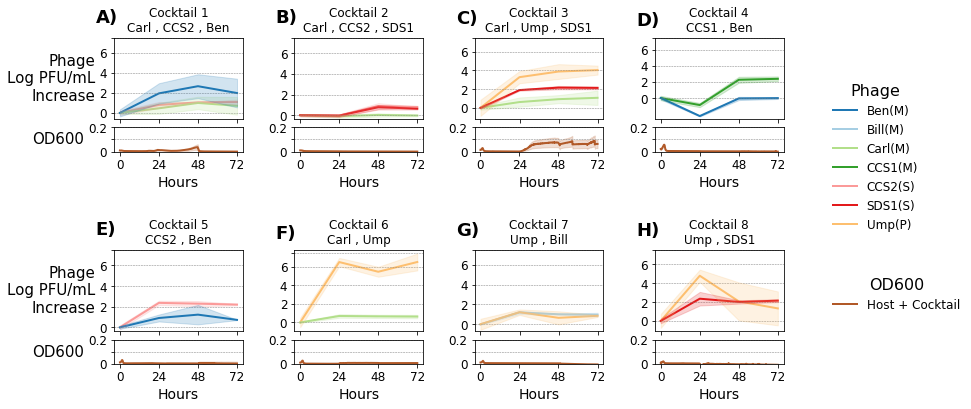 A)
Cocktail 1
Carl , CCS2 , Ben
B)
Cocktail 2
Carl , CCS2 , SDS1
C)
Cocktail 3
Carl , Ump , SDS1
D)
Cocktail 4
CCS1 , Ben
Phage
Log PFU/mL
Increase
6
4
2
0
6
4
2
0
6
4
2
0
6
4
2
0
OD600
0.2
0
0.2
0
0.2
0
0.2
0
0 24 48 72
0 24 48 72
0 24 48 72
0 24 48 72
Hours
Hours
Hours
Hours
Phage
Ben(M)
Bill(M)
Carl(M)
CCS1(M)
CCS2(S)
SDS1(S)
Ump(P)
OD600
Host + Cocktail
E)
Cocktail 5
CCS2 , Ben
F)
Cocktail 6
Carl , Ump
G)
Cocktail 7
Ump , Bill
H)
Cocktail 8
Ump , SDS1
Phage
Log PFU/mL
Increase
6
4
2
0
6
4
2
0
6
4
2
0
6
4
2
0
OD600
0.2
0
0.2
0
0.2
0
0.2
0
0 24 48 72
0 24 48 72
0 24 48 72
0 24 48 72
Hours
Hours
Hours
Hours